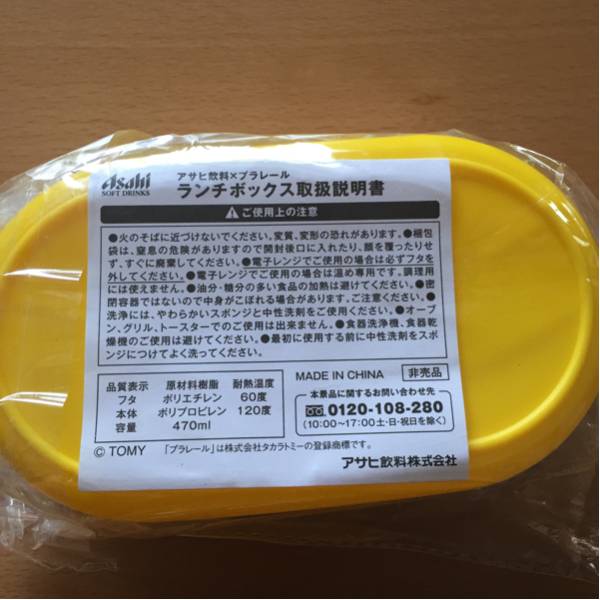 Asahi
SOFT DRINKS
アサヒ飲料×プラレール
ランチボックス取扱説明書
ご使用上の注意
●火のそばに近づけないでください。変質、変形の恐れがあります。●梱包
袋は、窒息の危険がありますので開封後口に入れたり、顔を覆ったりせ
ず、すぐに廃棄してください。●電子レンジでご使用の場合は必ずフタを
外してください。●電子レンジでご使用の場合は温め専用です。調理用
には使えません。●油分・糖分の多い食品の加熱は避けてください。●密
閉容器ではないので中身がこぼれる場合があります。ご注意ください。●
洗浄には、やわらかいスポンジと中性洗剤をご使用ください。●オーブ
ン、グリル、トースターでのご使用は出来ません。●食器洗浄機、食器乾
燥機のご使用は避けてください。●最初に使用する前に中性洗剤をスポ
ンジにつけてよく洗ってください。
品質表示 原材料樹脂 耐熱温度
フタ ポリエチレン 60度
本体 ポリプロピレン 120度
容量 470ml
MADE IN CHINA 非売品
本景品に関するお問い合わせ先
0120-108-280
(10:00~17:00土・日・祝日を除く)
© TOMY 「プラレール」は株式会社タカラトミーの登録商標です。
アサヒ飲料株式会社